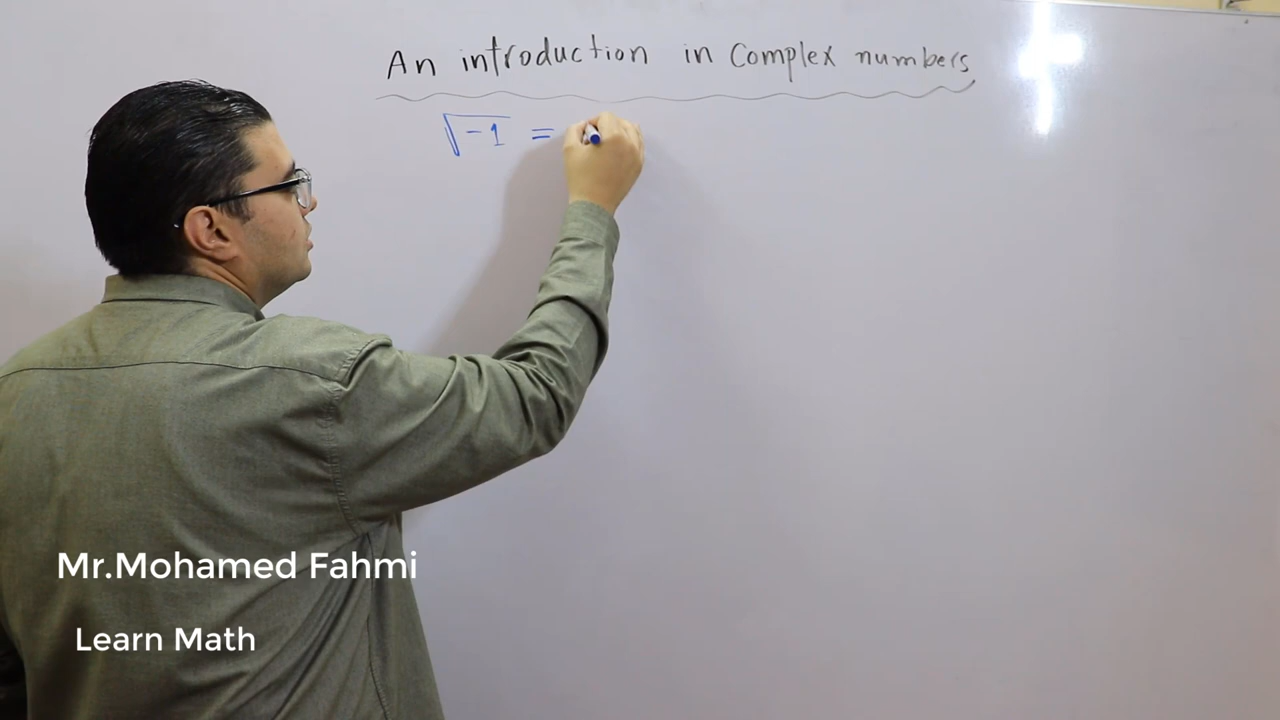 An introduction in Complex numbers
√-1 =
Mr.Mohamed Fahmi
Learn Math